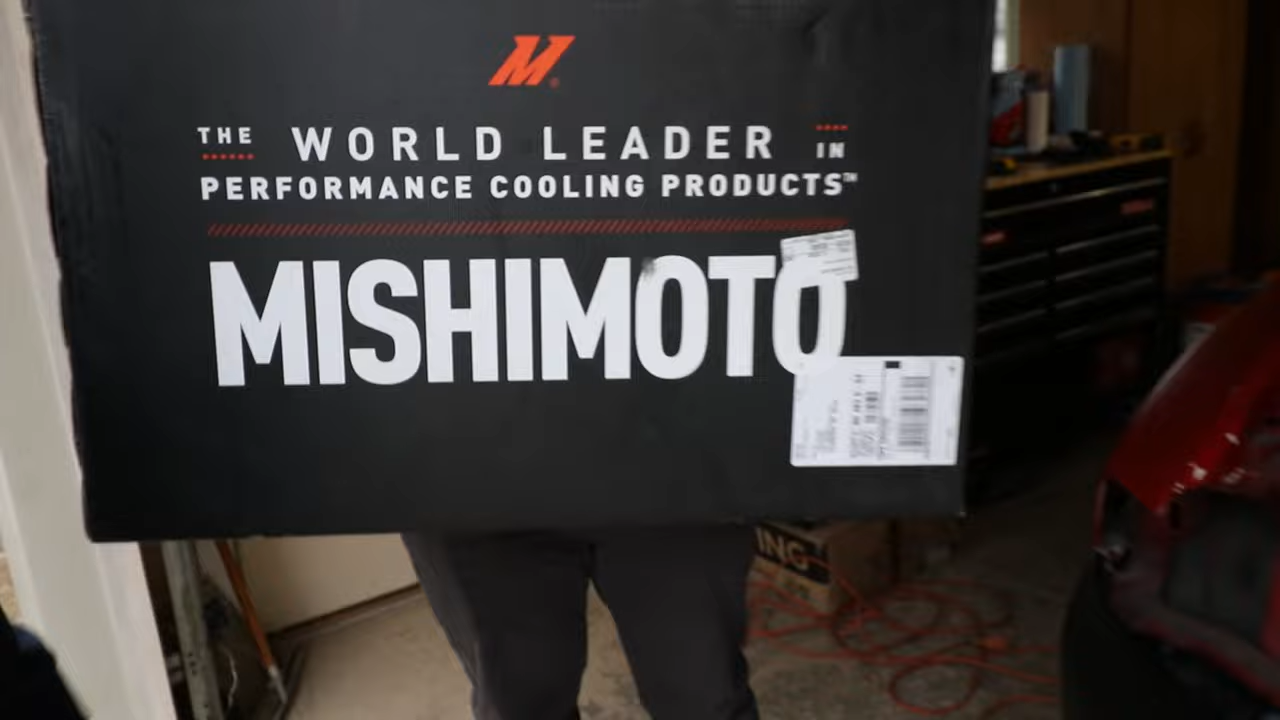 M
THE WORLD LEADER IN
PERFORMANCE COOLING PRODUCTS™
MISHIMOTO
ING